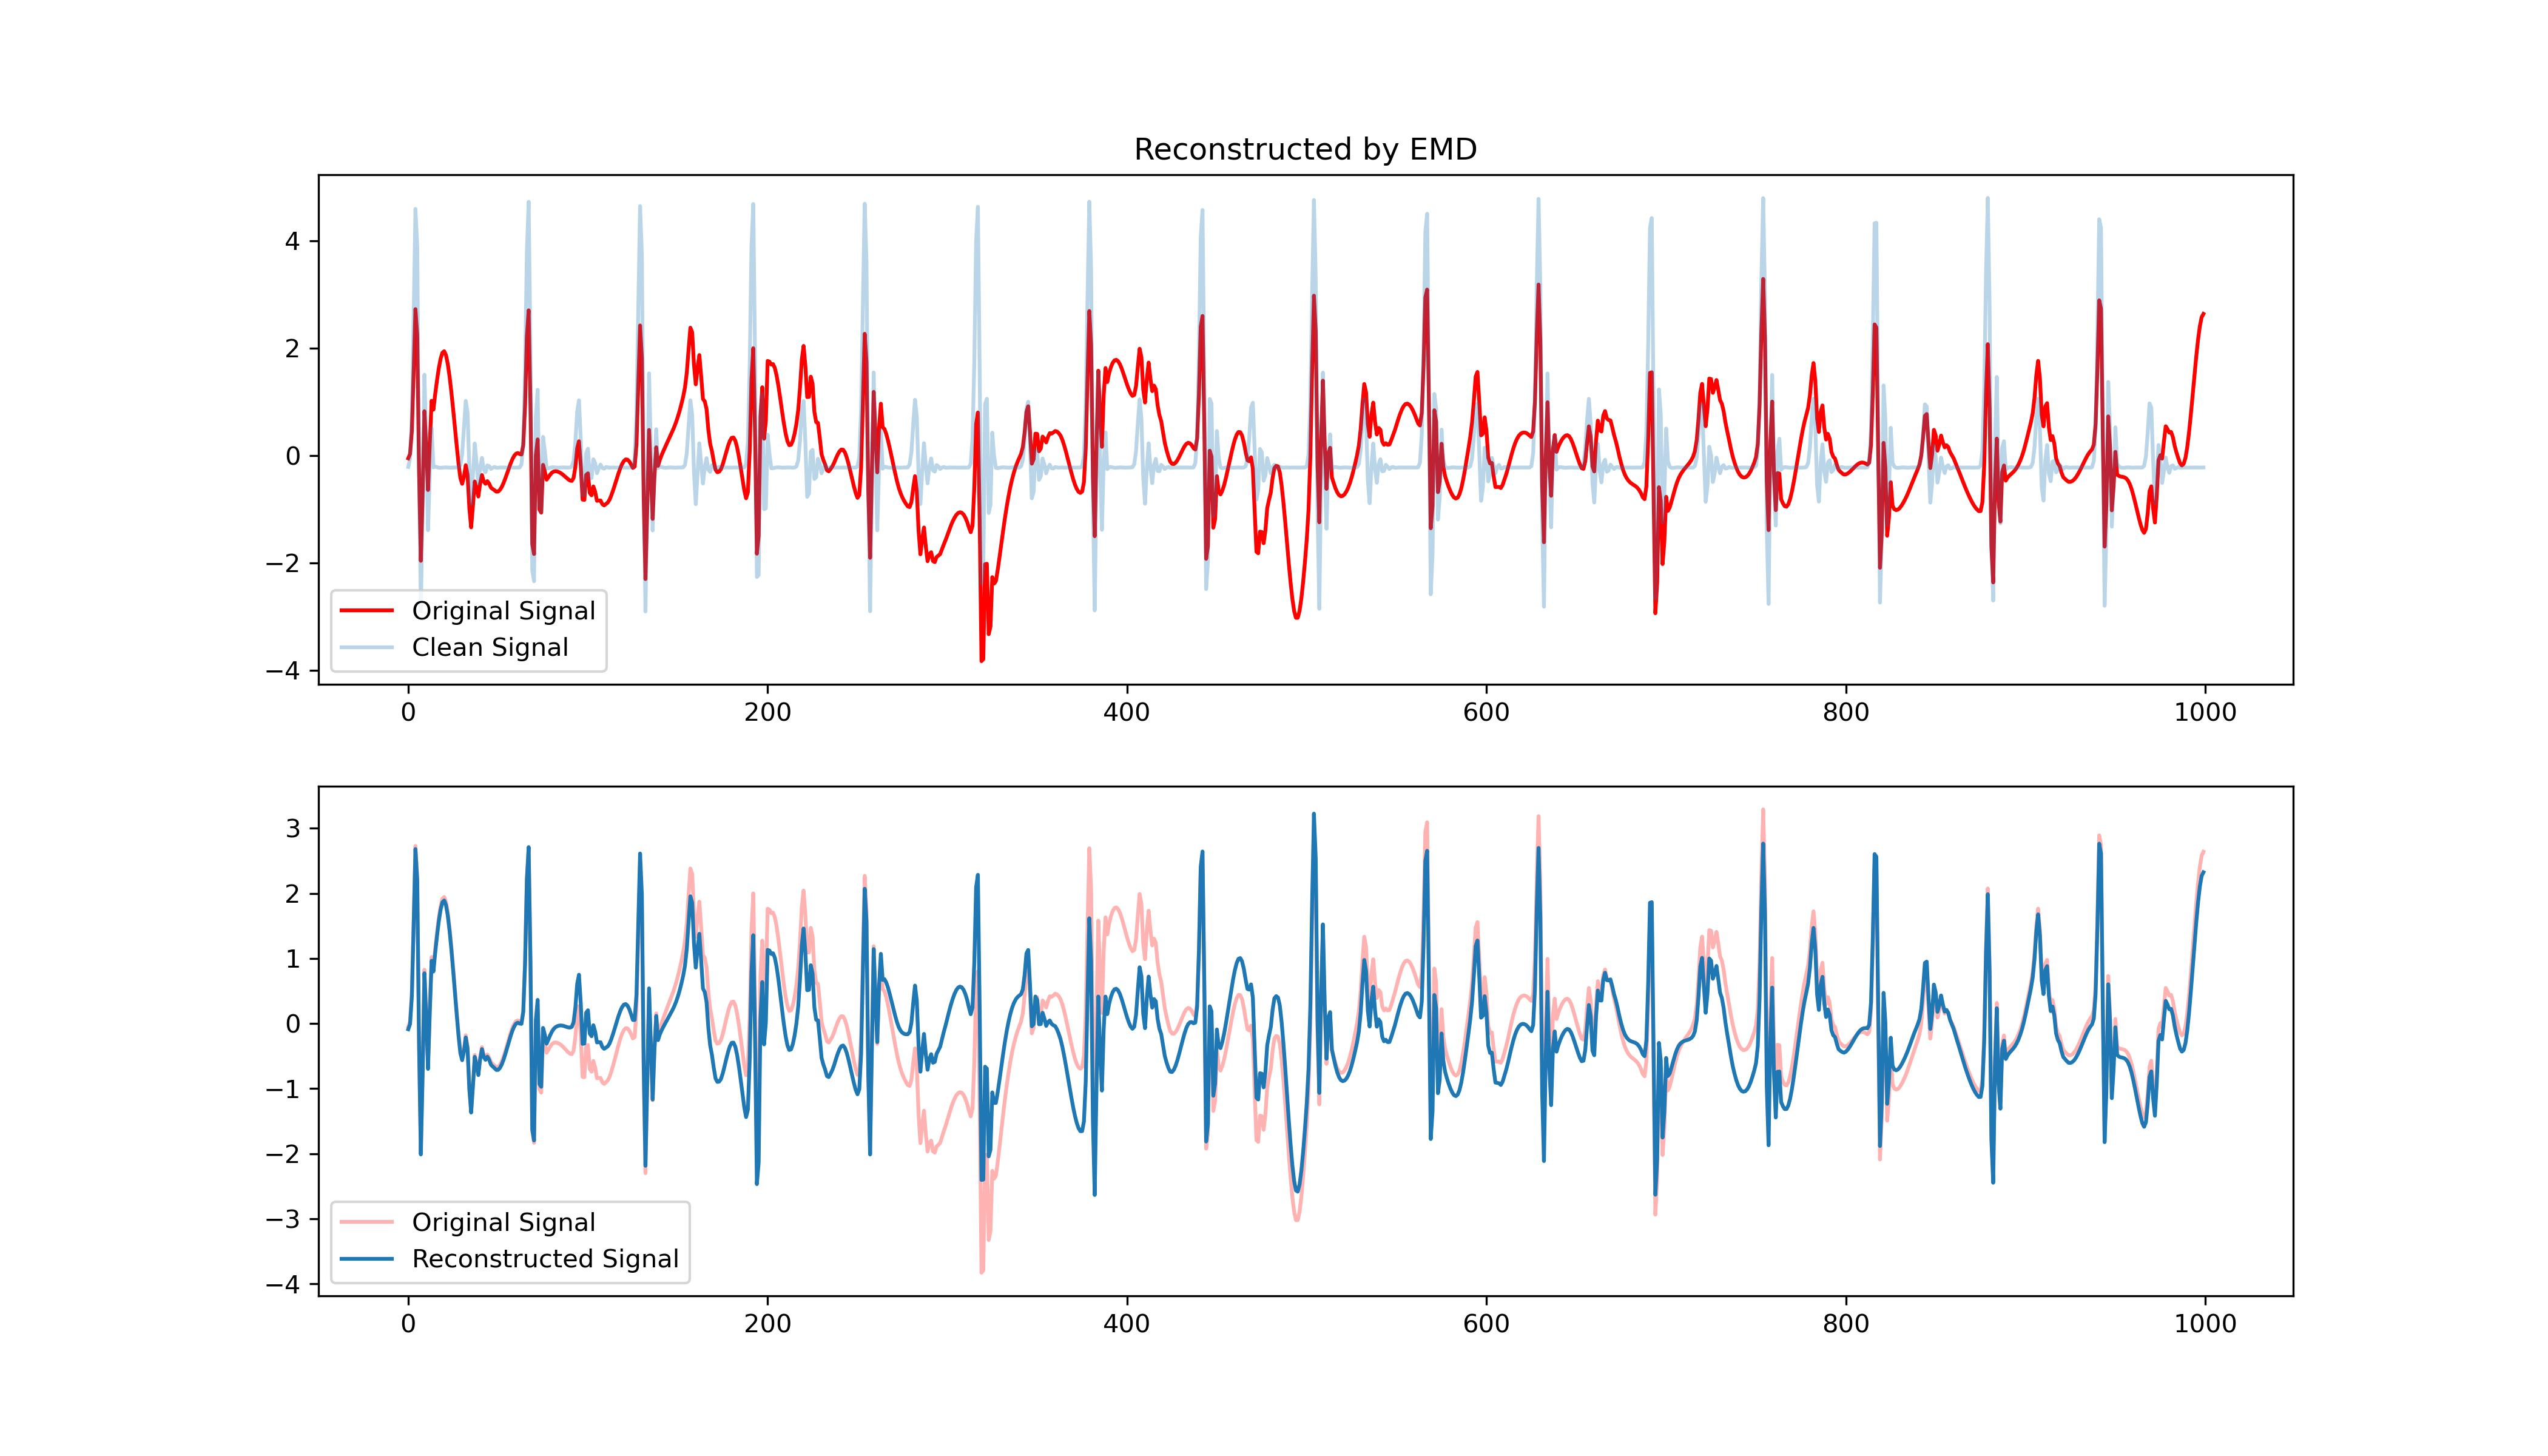 Reconstructed by EMD
4
2
0
−2
−4
Original Signal
Clean Signal
0 200 400 600 800 1000
3
2
1
0
−1
−2
−3
−4
Original Signal
Reconstructed Signal
0 200 400 600 800 1000